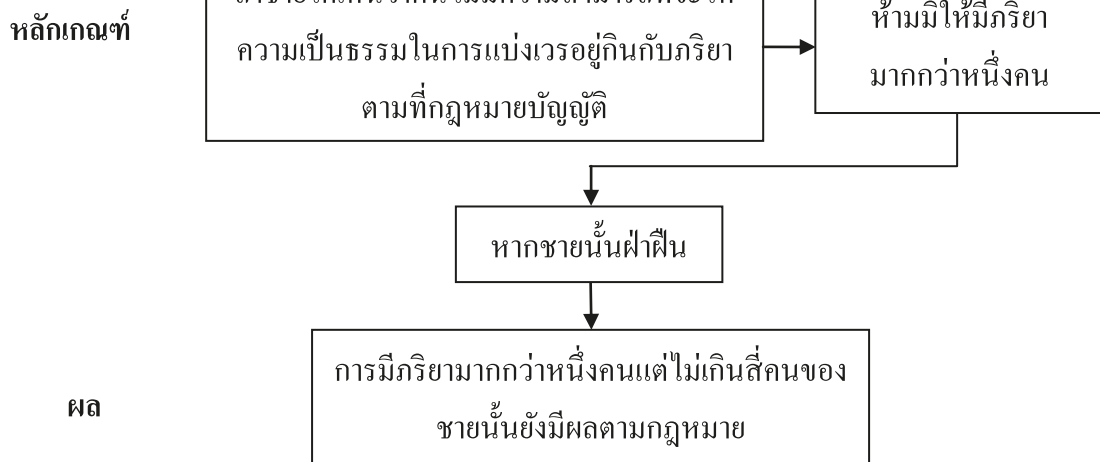 หลักเกณฑ์
ความเป็นธรรมในการแบ่งเวรอยู่กินกับภริยา
ตามที่กฎหมายบัญญัติ
ห้ามมิให้มีภริยา
มากกว่าหนึ่งคน
หากชายนั้นฝ่าฝืน
ผล
การมีภริยามากกว่าหนึ่งคนแต่ไม่เกินสี่คนของ
ชายนั้นยังมีผลตามกฎหมาย